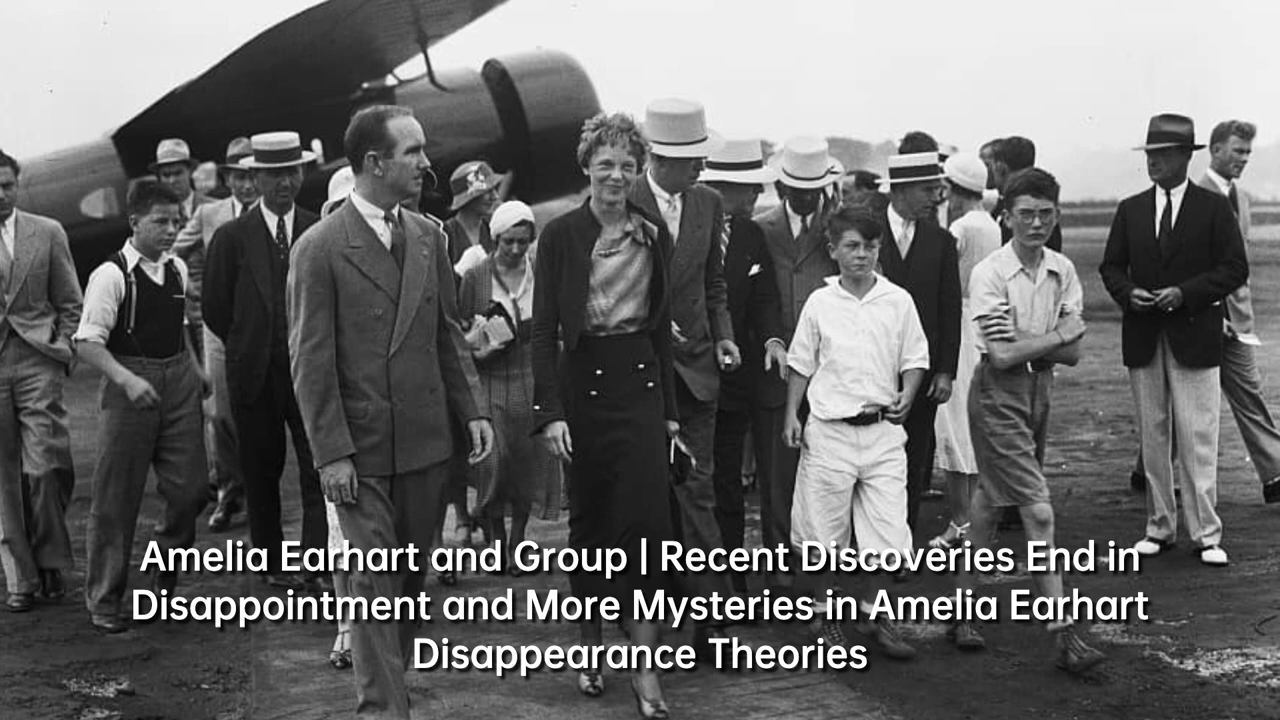 Amelia Earhart and Group | Recent Discoveries End in
Disappointment and More Mysteries in Amelia Earhart
Disappearance Theories